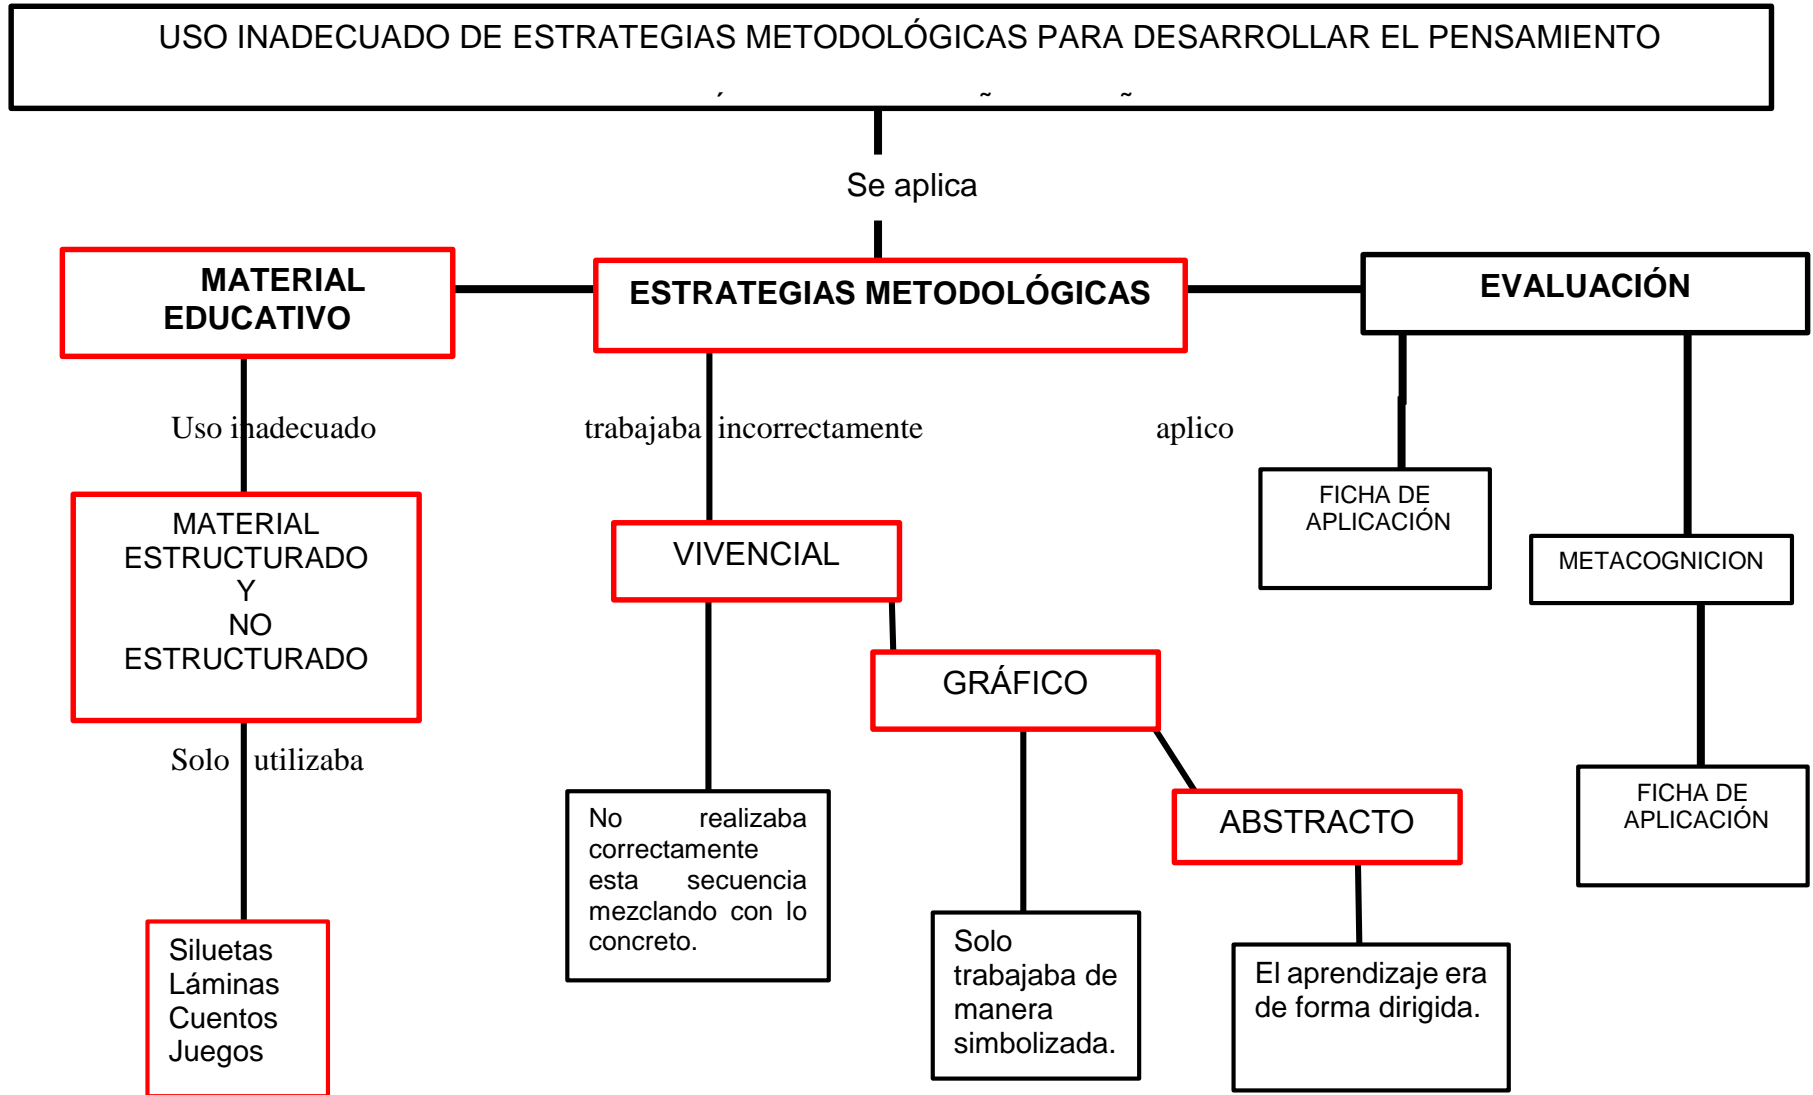 USO INADECUADO DE ESTRATEGIAS METODOLÓGICAS PARA DESARROLLAR EL PENSAMIENTO
Se aplica
MATERIAL
EDUCATIVO
ESTRATEGIAS METODOLÓGICAS
EVALUACIÓN
Uso inadecuado
trabajaba incorrectamente
aplico
MATERIAL
ESTRUCTURADO
Y
NO
ESTRUCTURADO
VIVENCIAL
FICHA DE
APLICACIÓN
METACOGNICION
GRÁFICO
Solo utilizaba
ABSTRACTO
FICHA DE
APLICACIÓN
No realizaba
correctamente
esta secuencia
mezclando con lo
concreto.
Siluetas
Láminas
Cuentos
Juegos
Solo
trabajaba de
manera
simbolizada.
El aprendizaje era
de forma dirigida.